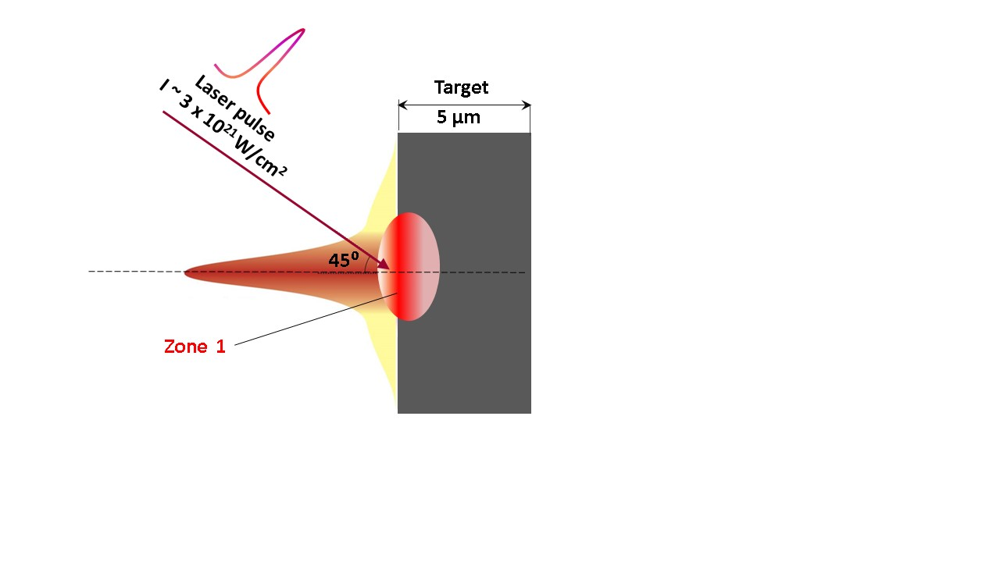 Laser pulse
I ~ 3 x 10²¹ W/cm²
Target
5 µm
45⁰
Zone 1